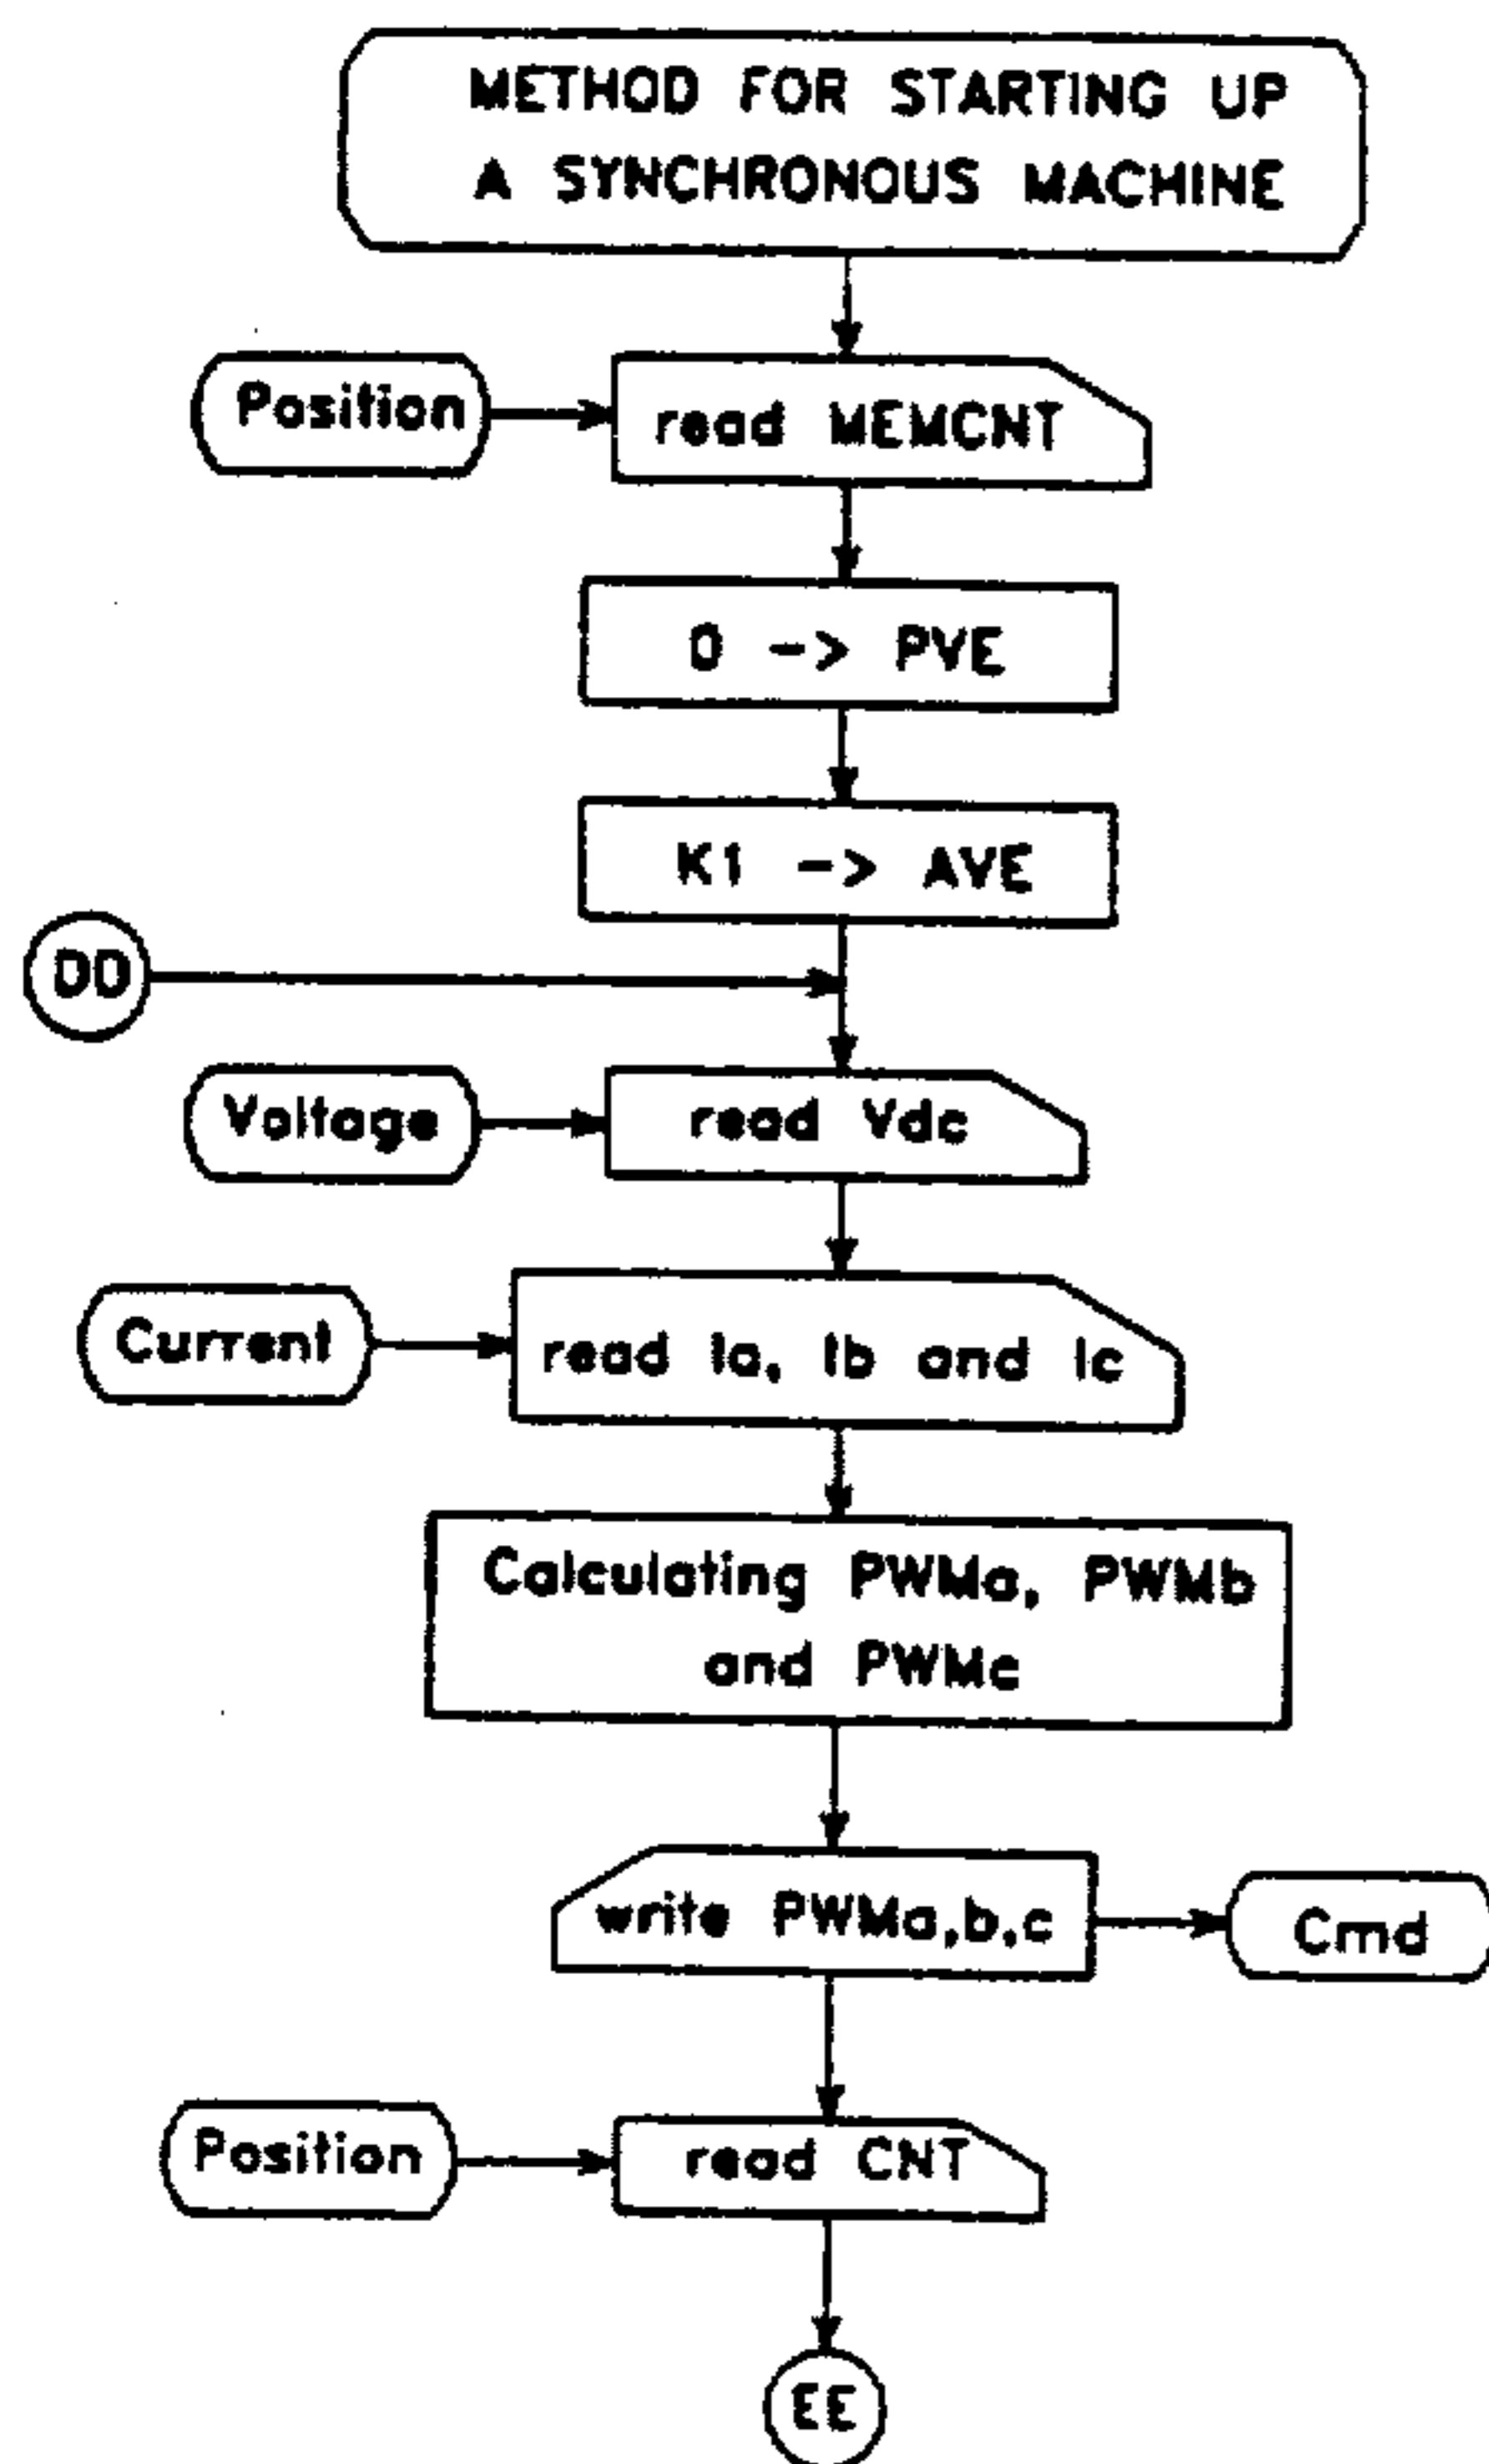 METHOD FOR STARTING UP
A SYNCHRONOUS MACHINE
Position
read MEMCNT
0 -> PVE
K1 -> AVE
DD
Voltage
read Vdc
Current
read Ia, Ib and Ic
Calculating PWMa, PWMb
and PWMc
write PWMa,b,c
Cmd
Position
read CNT
EE